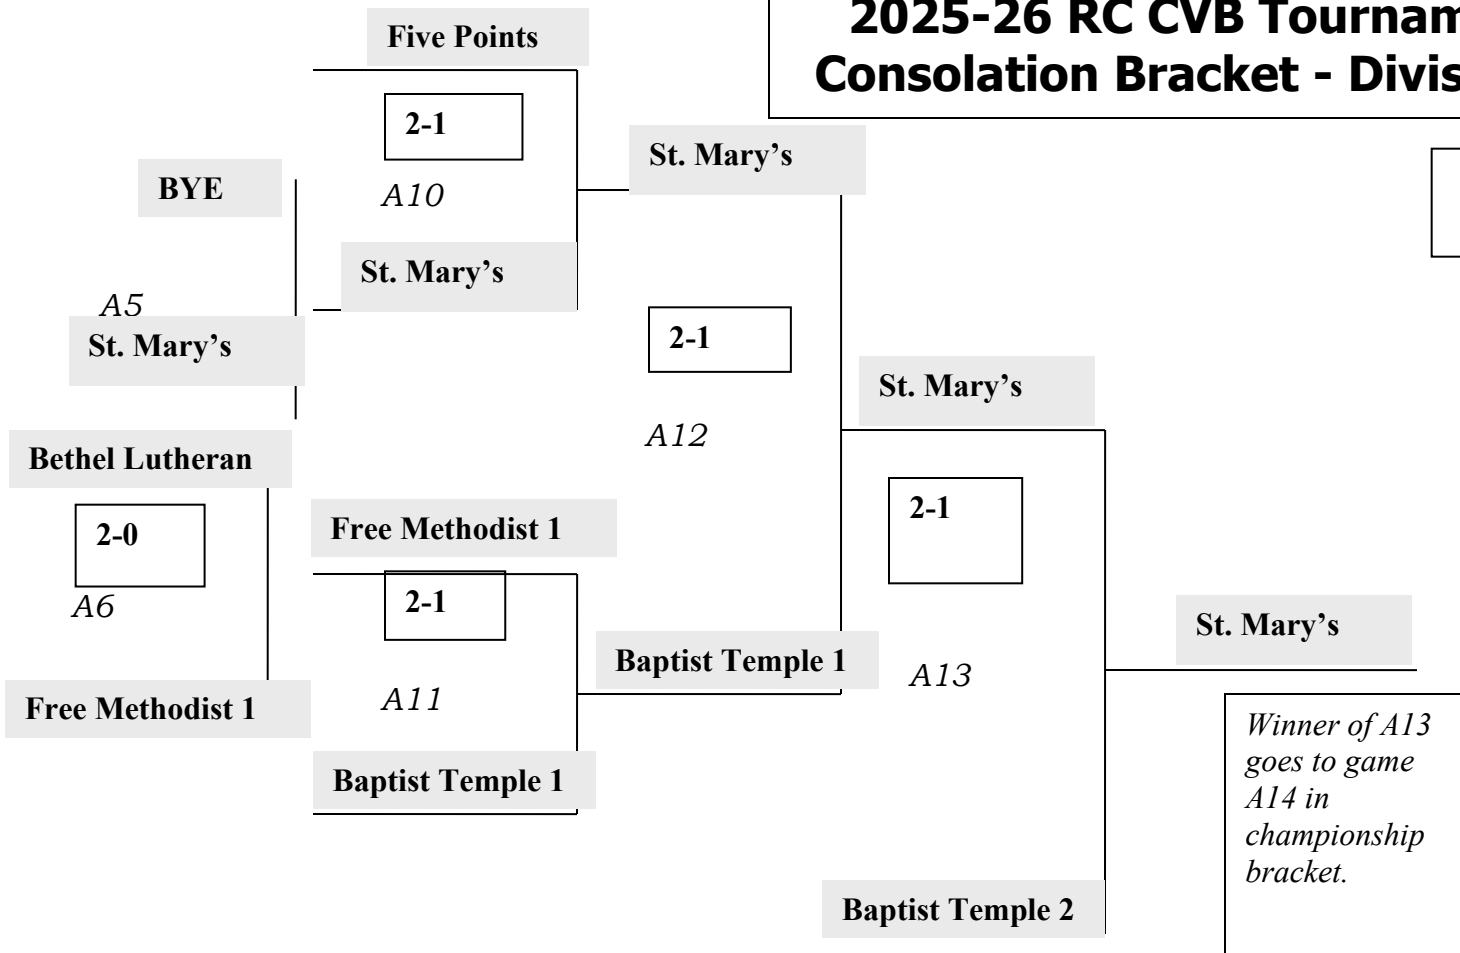 2025-26 RC CVB Tournam
Consolation Bracket - Divis
Five Points
2-1
A10
BYE
St. Mary’s
St. Mary’s
A5
St. Mary’s
2-1
A12
St. Mary’s
Bethel Lutheran
2-0
A6
Free Methodist 1
2-1
A11
2-1
A13
Baptist Temple 1
St. Mary’s
Free Methodist 1
Baptist Temple 1
Winner of A13
goes to game
A14 in
championship
bracket.
Baptist Temple 2